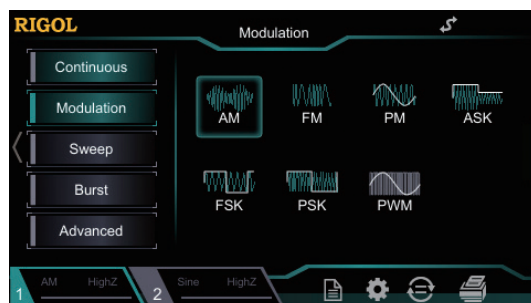 RIGOL
Modulation
Continuous
Modulation
Sweep
Burst
Advanced
AM
FM
PM
ASK
FSK
PSK
PWM
1
AM
HighZ
2
Sine
HighZ